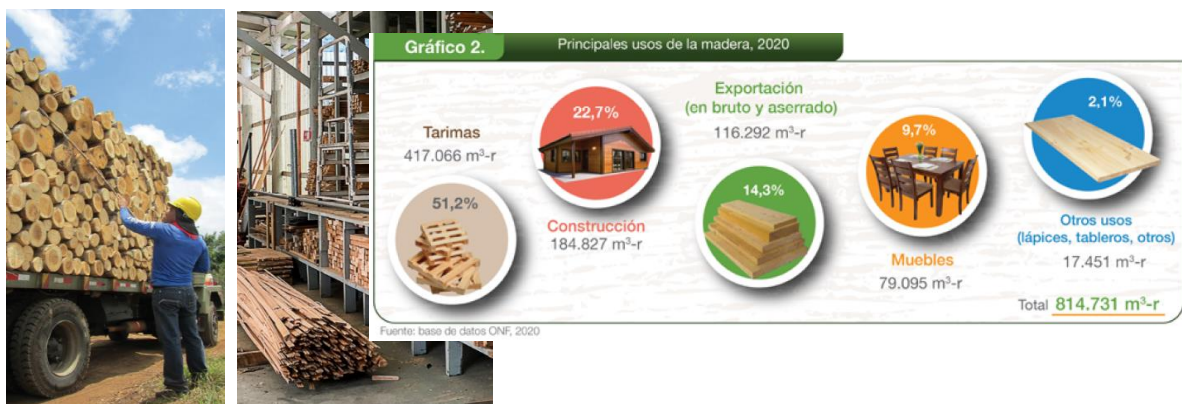 Gráfico 2.
Principales usos de la madera, 2020
Tarimas
417.066 m³-r
51,2%
22,7%
Construcción
184.827 m³-r
Exportación
(en bruto y aserrado)
116.292 m³-r
14,3%
9,7%
Muebles
79.095 m³-r
2,1%
Otros usos
(lápices, tableros, otros)
17.451 m³-r
Total 814.731 m³-r
Fuente: base de datos ONF, 2020